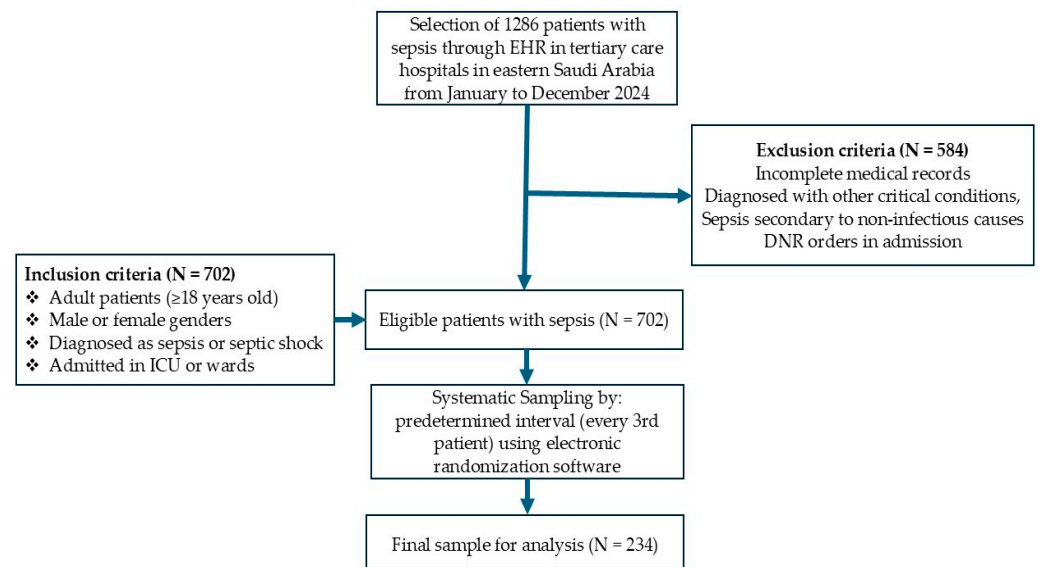 Selection of 1286 patients with
sepsis through EHR in tertiary care
hospitals in eastern Saudi Arabia
from January to December 2024
Exclusion criteria (N = 584)
Incomplete medical records
Diagnosed with other critical conditions,
Sepsis secondary to non-infectious causes
DNR orders in admission
Inclusion criteria (N = 702)
❖ Adult patients (≥18 years old)
❖ Male or female genders
❖ Diagnosed as sepsis or septic shock
❖ Admitted in ICU or wards
Eligible patients with sepsis (N = 702)
Systematic Sampling by:
predetermined interval (every 3rd
patient) using electronic
randomization software
Final sample for analysis (N = 234)